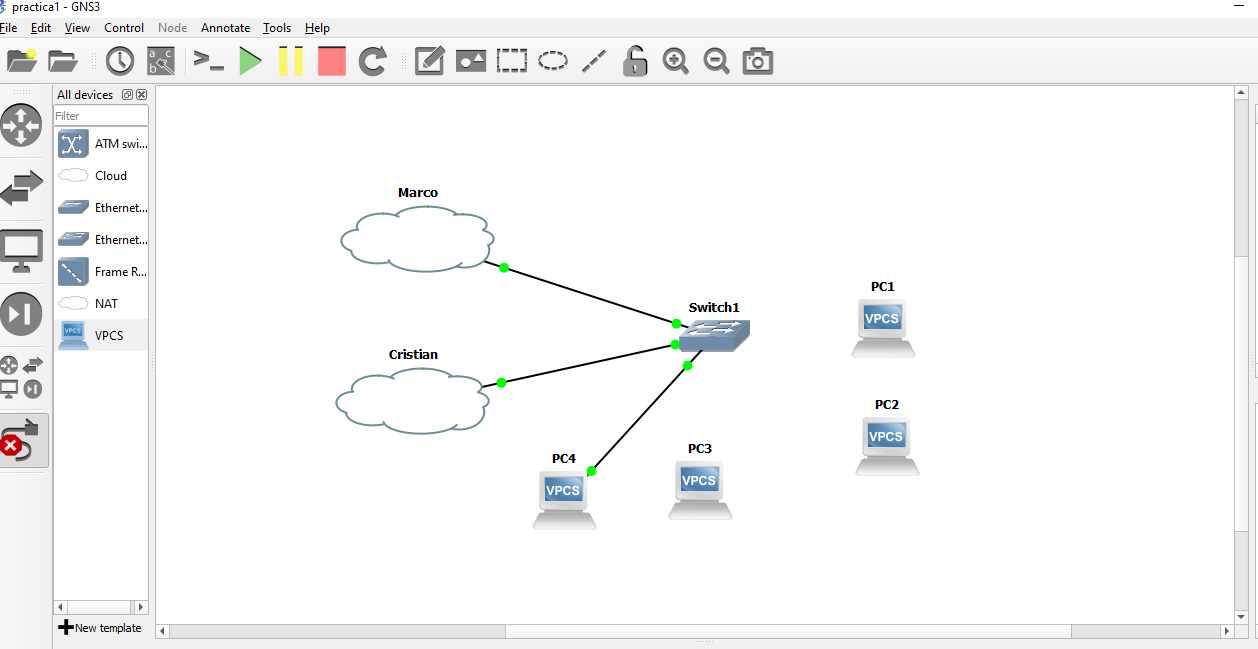 practica1 - GNS3
File Edit View Control Node Annotate Tools Help
All devices
Filter
ATM swi...
Cloud
Ethernet...
Ethernet...
Frame R...
NAT
VPCS
VPCS
New template
Marco
Switch1
Cristian
PC1
VPCS
PC2
VPCS
PC3
VPCS
PC4
VPCS